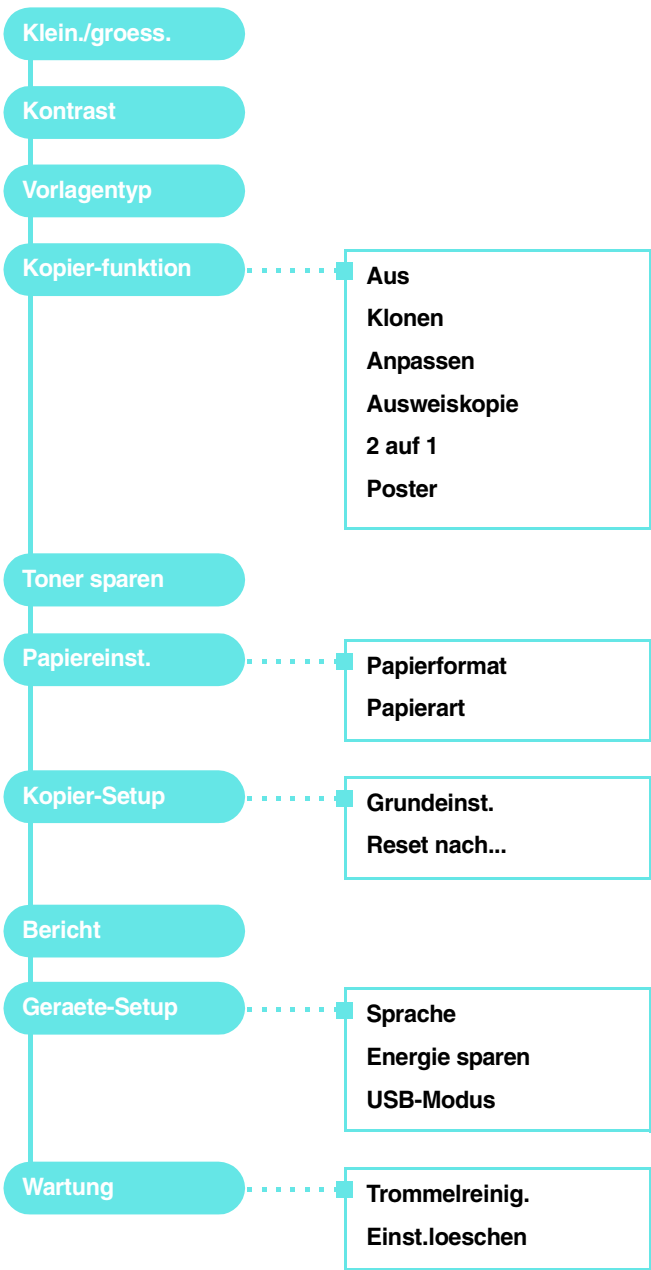 Klein./groess.
Kontrast
Vorlagentyp
Kopier-funktion
Aus
Klonen
Anpassen
Ausweiskopie
2 auf 1
Poster
Toner sparen
Papiereinst.
Papierformat
Papierart
Kopier-Setup
Grundeinst.
Reset nach...
Bericht
Geraete-Setup
Sprache
Energie sparen
USB-Modus
Wartung
Trommelreinig.
Einst.loeschen